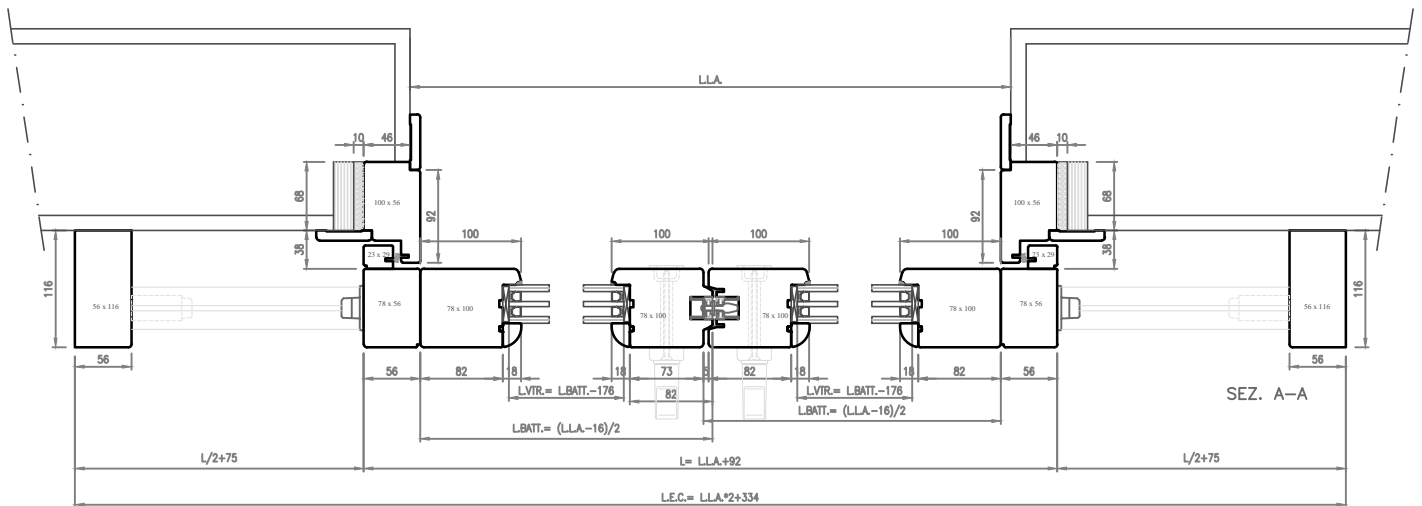 L.L.A.
10 46
46 10
68
100 x 56
92
92
100 x 56
68
100
100
100
100
38
23 x 29
23 x 29
38
116
56 x 116
78 x 56
78 x 100
78 x 100
78 x 100
78 x 100
78 x 56
56 x 116
116
56
56
82
18
18
73
5
82
18
18
82
56
56
L.VTR.= L.BATT.-176
82
L.VTR.= L.BATT.-176
SEZ. A-A
L.BATT.= (L.L.A.-16)/2
L.BATT.= (L.L.A.-16)/2
L/2+75
L= L.L.A.+92
L/2+75
L.E.C.= L.L.A.*2+334